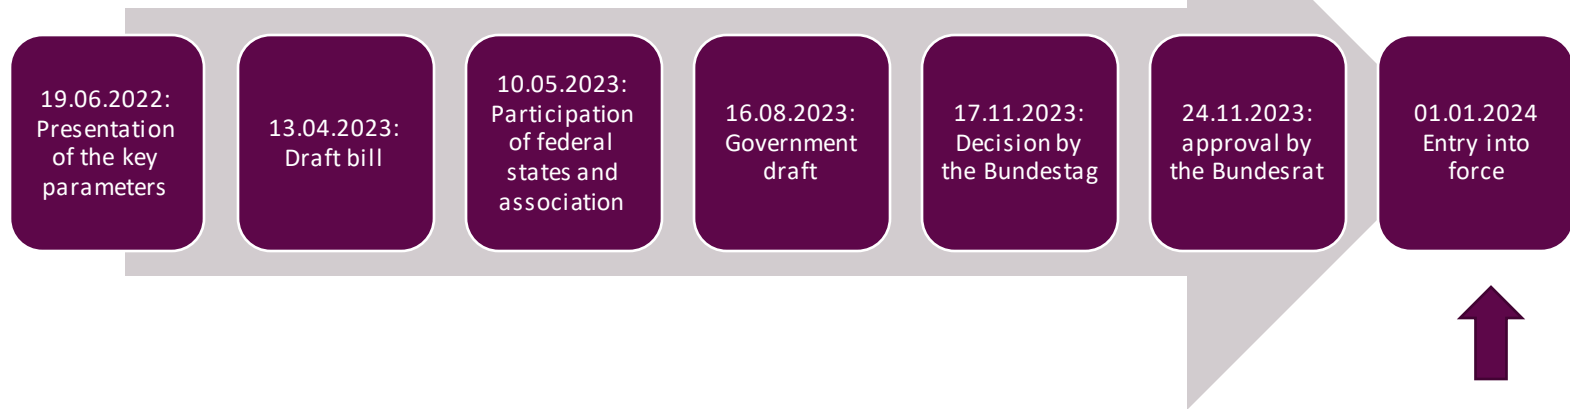 19.06.2022:
Presentation
of the key
parameters
13.04.2023:
Draft bill
10.05.2023:
Participation
of federal
states and
association
16.08.2023:
Government
draft
17.11.2023:
Decision by
the Bundestag
24.11.2023:
approval by
the Bundesrat
01.01.2024
Entry into
force